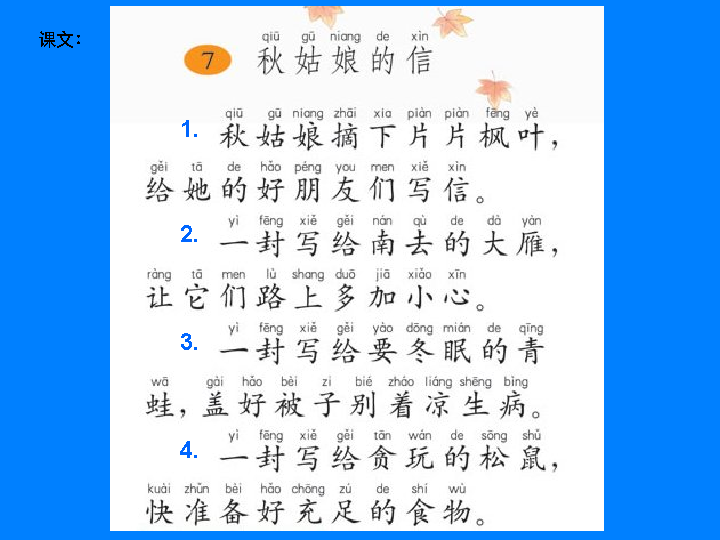 课文：
qiū gū niang de xìn
7 秋姑娘的信
qiū gū niang zhāi xia piàn piàn fēng yè
1. 秋姑娘摘下片片枫叶，
gěi tā de hǎo péng you men xiě xìn
给她的好朋友们写信。
yì fēng xiě gěi nán qù de dà yàn
2. 一封写给南去的大雁，
ràng tā men lù shang duō jiā xiǎo xīn
让它们路上多加小心。
yì fēng xiě gěi yào dōng mián de qīng
3. 一封写给要冬眠的青
wā gài hǎo bèi zi bié zháo liáng shēng bìng
蛙，盖好被子别着凉生病。
yì fēng xiě gěi tān wán de sōng shǔ
4. 一封写给贪玩的松鼠，
kuài zhǔn bèi hǎo chōng zú de shí wù
快准备好充足的食物。